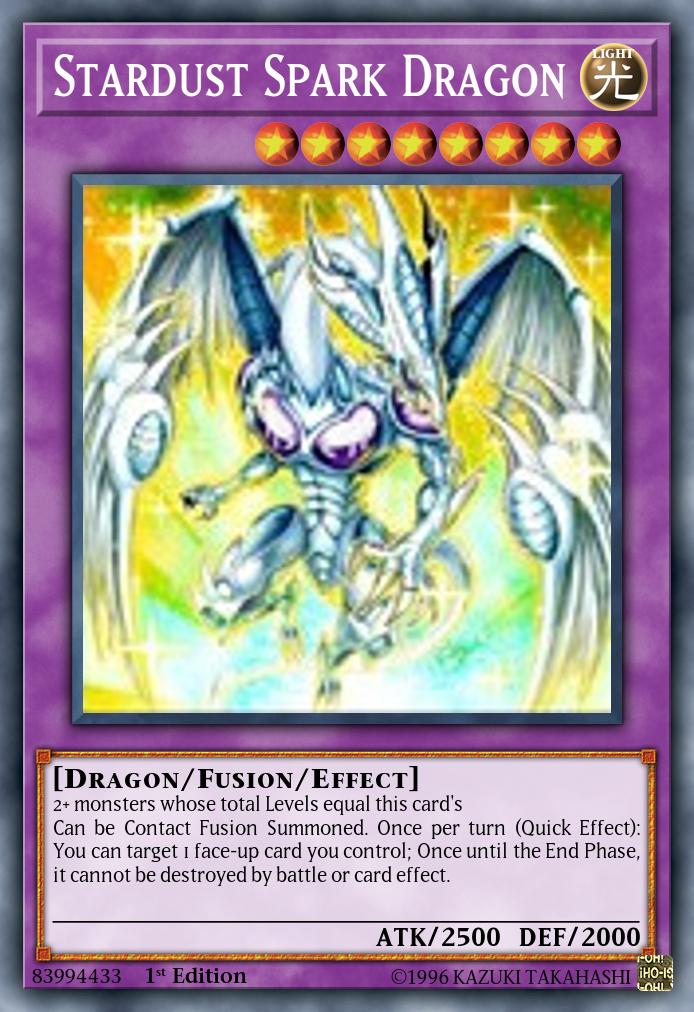 Stardust Spark Dragon
LIGHT
光
[Dragon/Fusion/Effect]
2+ monsters whose total Levels equal this card's
Can be Contact Fusion Summoned. Once per turn (Quick Effect):
You can target 1 face-up card you control; Once until the End Phase,
it cannot be destroyed by battle or card effect.
ATK/2500 DEF/2000
83994433 1st Edition ©1996 KAZUKI TAKAHASHI